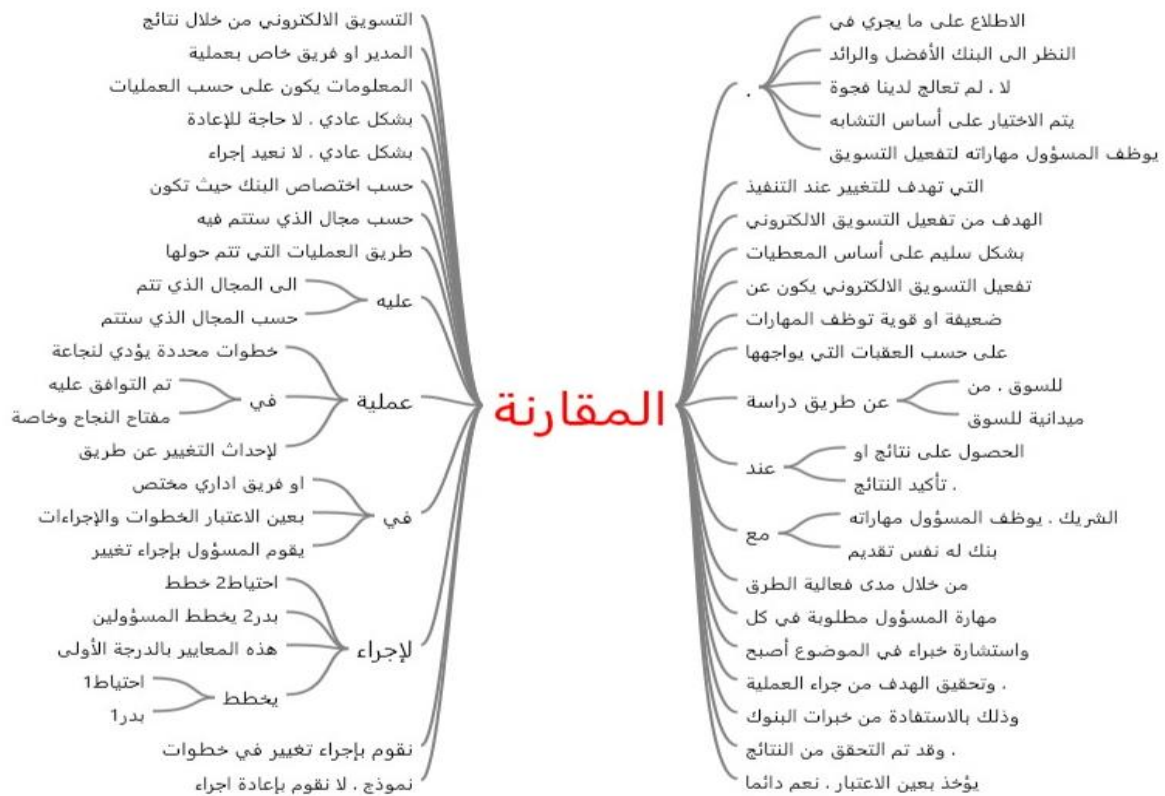 الاطلاع على ما يجري في
النظر الى البنك الأفضل والرائد
.
لا ، لم تعالج لدينا فجوة
يتم الاختيار على أساس التشابه
يوظف المسؤول مهاراته لتفعيل التسويق
التي تهدف للتغيير عند التنفيذ
الهدف من تفعيل التسويق الالكتروني
بشكل سليم على أساس المعطيات
تفعيل التسويق الالكتروني يكون عن
ضعيفة او قوية توظف المهارات
على حسب العقبات التي يواجهها
عن طريق دراسة
للسوق ، من
ميدانية للسوق
عند
الحصول على نتائج او
. تأكيد النتائج
مع
الشريك ، يوظف المسؤول مهاراته
بنك له نفس تقديم
من خلال مدى فعالية الطرق
مهارة المسؤول مطلوبة في كل
واستشارة خبراء في الموضوع أصبح
، وتحقيق الهدف من جراء العملية
وذلك بالاستفادة من خبرات البنوك
، وقد تم التحقق من النتائج
يؤخذ بعين الاعتبار ، نعم دائما
المقارنة
التسويق الالكتروني من خلال نتائج
المدير او فريق خاص بعملية
المعلومات يكون على حسب العمليات
بشكل عادي ، لا حاجة للإعادة
بشكل عادي ، لا نعيد إجراء
حسب اختصاص البنك حيث تكون
حسب مجال الذي ستتم فيه
طريق العمليات التي تتم حولها
عليه
الى المجال الذي تتم
حسب المجال الذي ستتم
عملية
خطوات محددة يؤدي لنجاعة
في
تم التوافق عليه
مفتاح النجاح وخاصة
لإحداث التغيير عن طريق
في
او فريق اداري مختص
بعين الاعتبار الخطوات والإجراءات
يقوم المسؤول بإجراء تغيير
لإجراء
احتياط2 خطط
بدر2 يخطط المسؤولين
هذه المعايير بالدرجة الأولى
يخطط
احتياط1
بدر1
نقوم بإجراء تغيير في خطوات
نموذج ، لا نقوم بإعادة اجراء